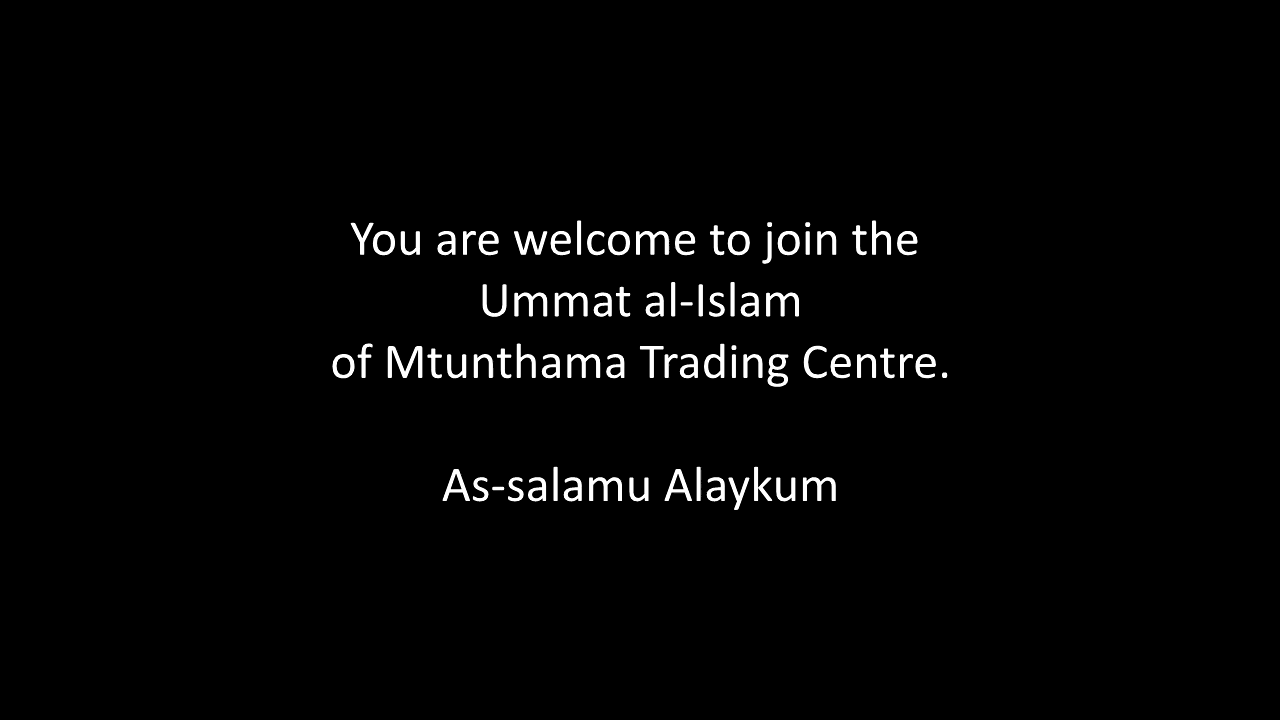 You are welcome to join the
Ummat al-Islam
of Mtunthama Trading Centre.
As-salamu Alaykum